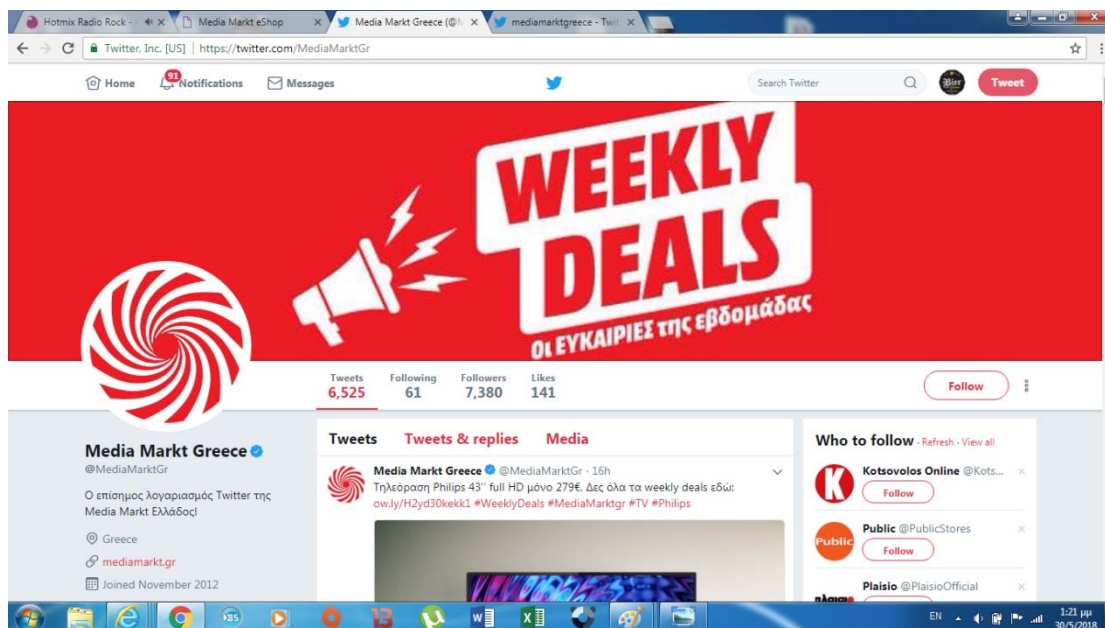 Hotmix Radio Rock -
Media Markt eShop
Media Markt Greece (@M
mediamarktgreece - Twit
Twitter, Inc. [US] | https://twitter.com/MediaMarktGr
Home
91
Notifications
Messages
Search Twitter
Bier
Tweet
WEEKLY
DEALS
Οι ΕΥΚΑΙΡΙΕΣ της εβδομάδας
Tweets Following Followers Likes
6,525 61 7,380 141
Follow
Media Markt Greece
@MediaMarktGr
Ο επίσημος λογαριασμός Twitter της
Media Markt Ελλάδος!
Greece
mediamarkt.gr
Joined November 2012
Tweets Tweets & replies Media
Media Markt Greece @MediaMarktGr · 16h
Τηλεόραση Philips 43'' full HD μόνο 279€. Δες όλα τα weekly deals εδώ:
ow.ly/H2yd30kekk1 #WeeklyDeals #MediaMarktgr #TV #Philips
Who to follow · Refresh · View all
Kotsovolos Online @Kots...
Follow
Public
Public @PublicStores
Follow
Plaisio @PlaisioOfficial
EN
1:21 μμ
30/5/2018